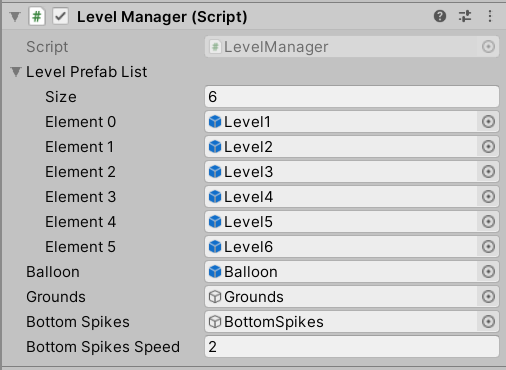 # Level Manager (Script)
Script # LevelManager
Level Prefab List
Size 6
Element 0 Level1
Element 1 Level2
Element 2 Level3
Element 3 Level4
Element 4 Level5
Element 5 Level6
Balloon Balloon
Grounds Grounds
Bottom Spikes BottomSpikes
Bottom Spikes Speed 2